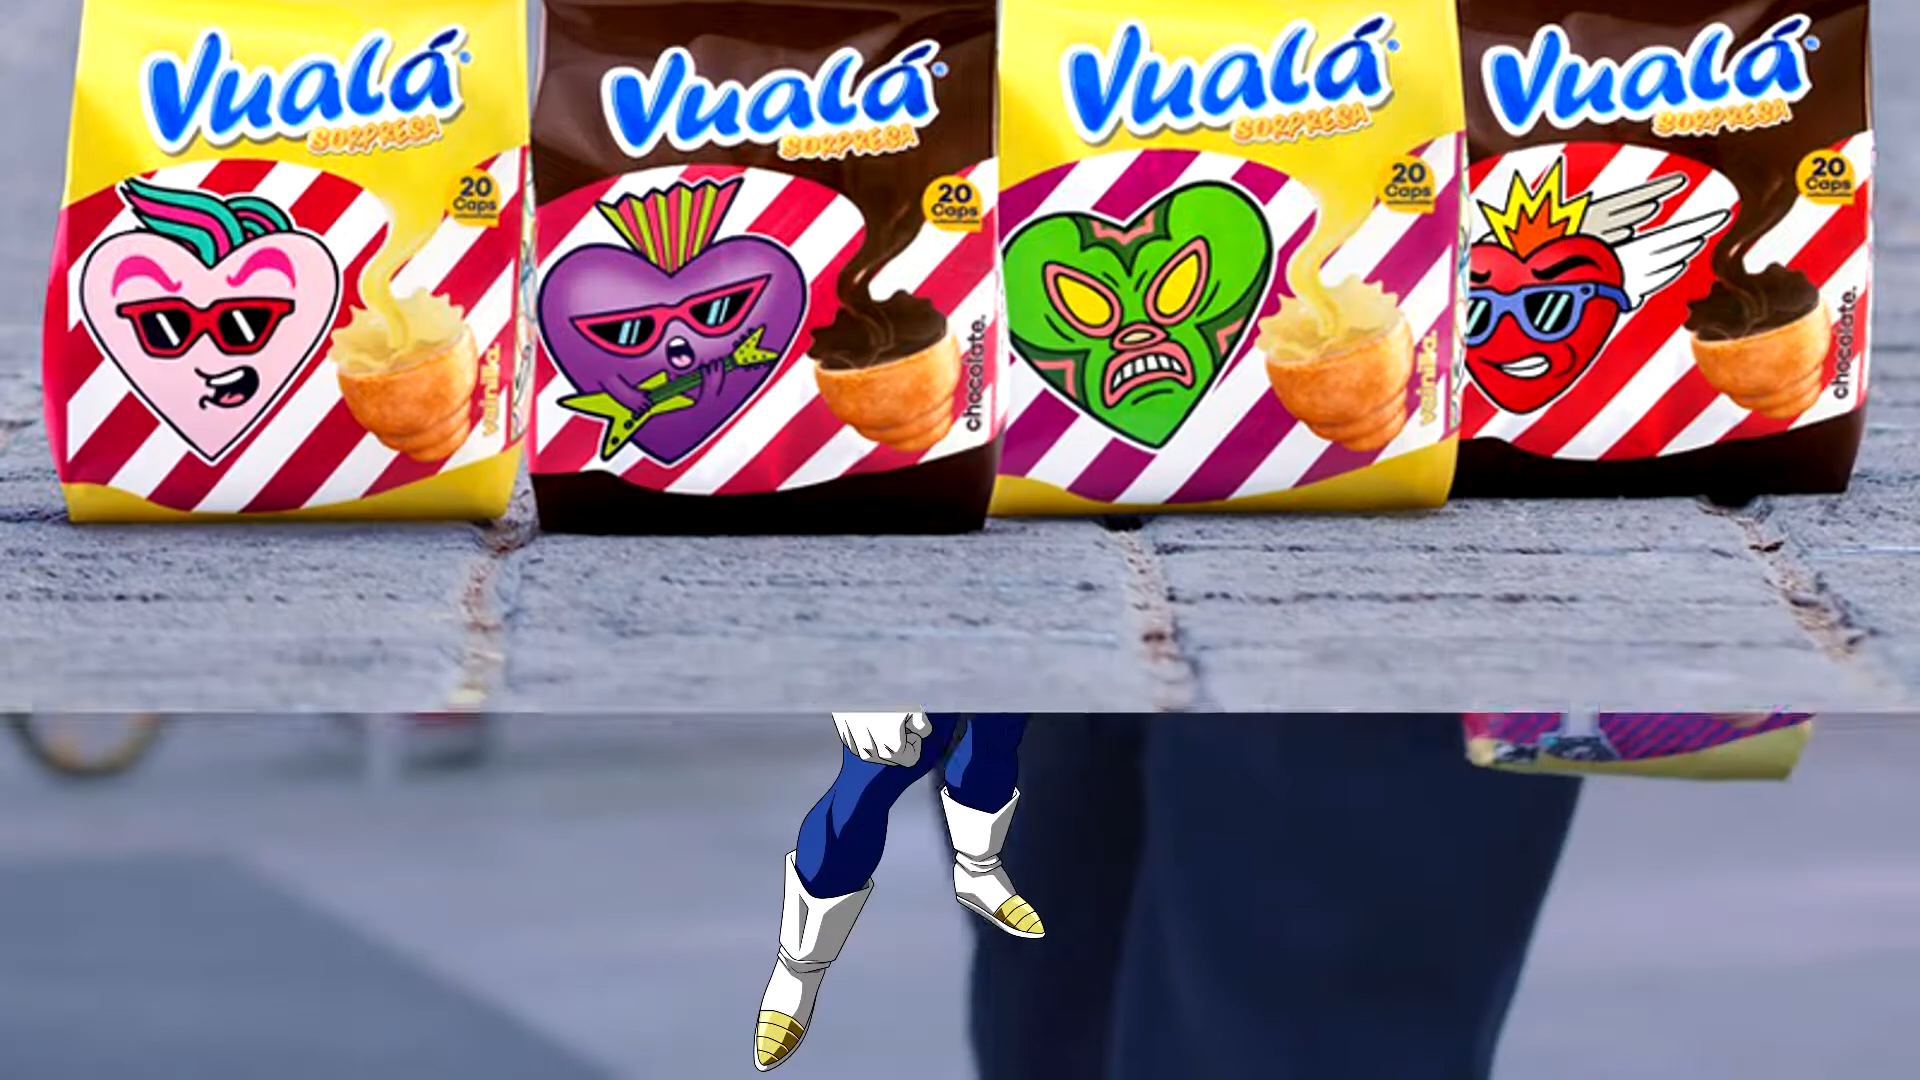 Vualá
SORPRESA
20
Caps
vainilla.
Vualá
SORPRESA
20
Caps
chocolate.
Vualá
SORPRESA
20
Caps
vainilla.
Vualá
SORPRESA
20
Caps
chocolate.